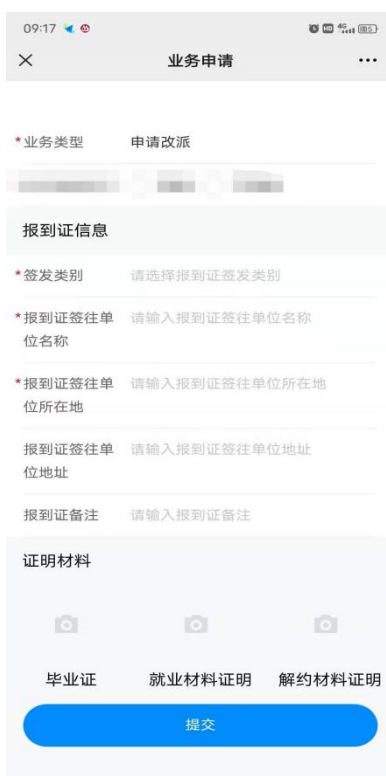 09:17
HD 4G 85
业务申请
*业务类型 申请改派
报到证信息
*签发类别 请选择报到证签发类别
*报到证签往单 请输入报到证签往单位名称
位名称
*报到证签往单 请输入报到证签往单位所在地
位所在地
报到证签往单 请输入报到证签往单位地址
位地址
报到证备注 请输入报到证备注
证明材料
毕业证 就业材料证明 解约材料证明
提交